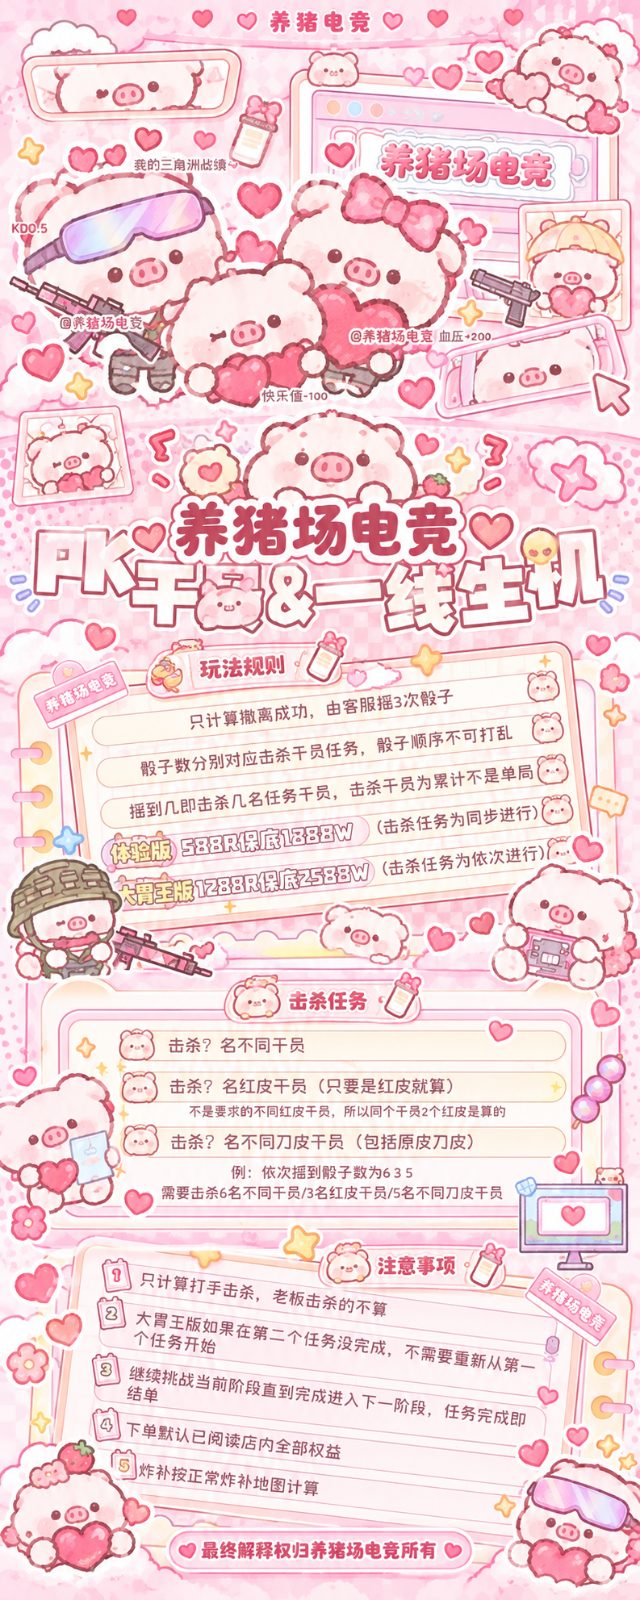 养猪电竞
养猪场电竞
我的三角洲战绩
KD0.5
@养猪场电竞
@养猪场电竞 血压+200
快乐值-100
养猪场电竞
PK干员&一线生机
养猪场电竞
玩法规则
只计算撤离成功，由客服摇3次骰子
骰子数分别对应击杀干员任务，骰子顺序不可打乱
摇到几即击杀几名任务干员，击杀干员为累计不是单局
体验版 588R保底1888W (击杀任务为同步进行)
大胃王版 1288R保底2588W (击杀任务为依次进行)
击杀任务
击杀？名不同干员
击杀？名红皮干员（只要是红皮就算）
不是要求的不同红皮干员，所以同个干员2个红皮是算的
击杀？名不同刀皮干员（包括原皮刀皮）
例：依次摇到骰子数为6 3 5
需要击杀6名不同干员/3名红皮干员/5名不同刀皮干员
注意事项
养猪场电竞
1 只计算打手击杀，老板击杀的不算
2 大胃王版如果在第二个任务没完成，不需要重新从第一
个任务开始
3 继续挑战当前阶段直到完成进入下一阶段，任务完成即
结单
4 下单默认已阅读店内全部权益
5 炸补按正常炸补地图计算
最终解释权归养猪场电竞所有